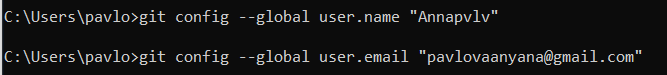 C:\Users\pavlo>git config --global user.name "Annapvlv"
C:\Users\pavlo>git config --global user.email "pavlovaanyana@gmail.com"